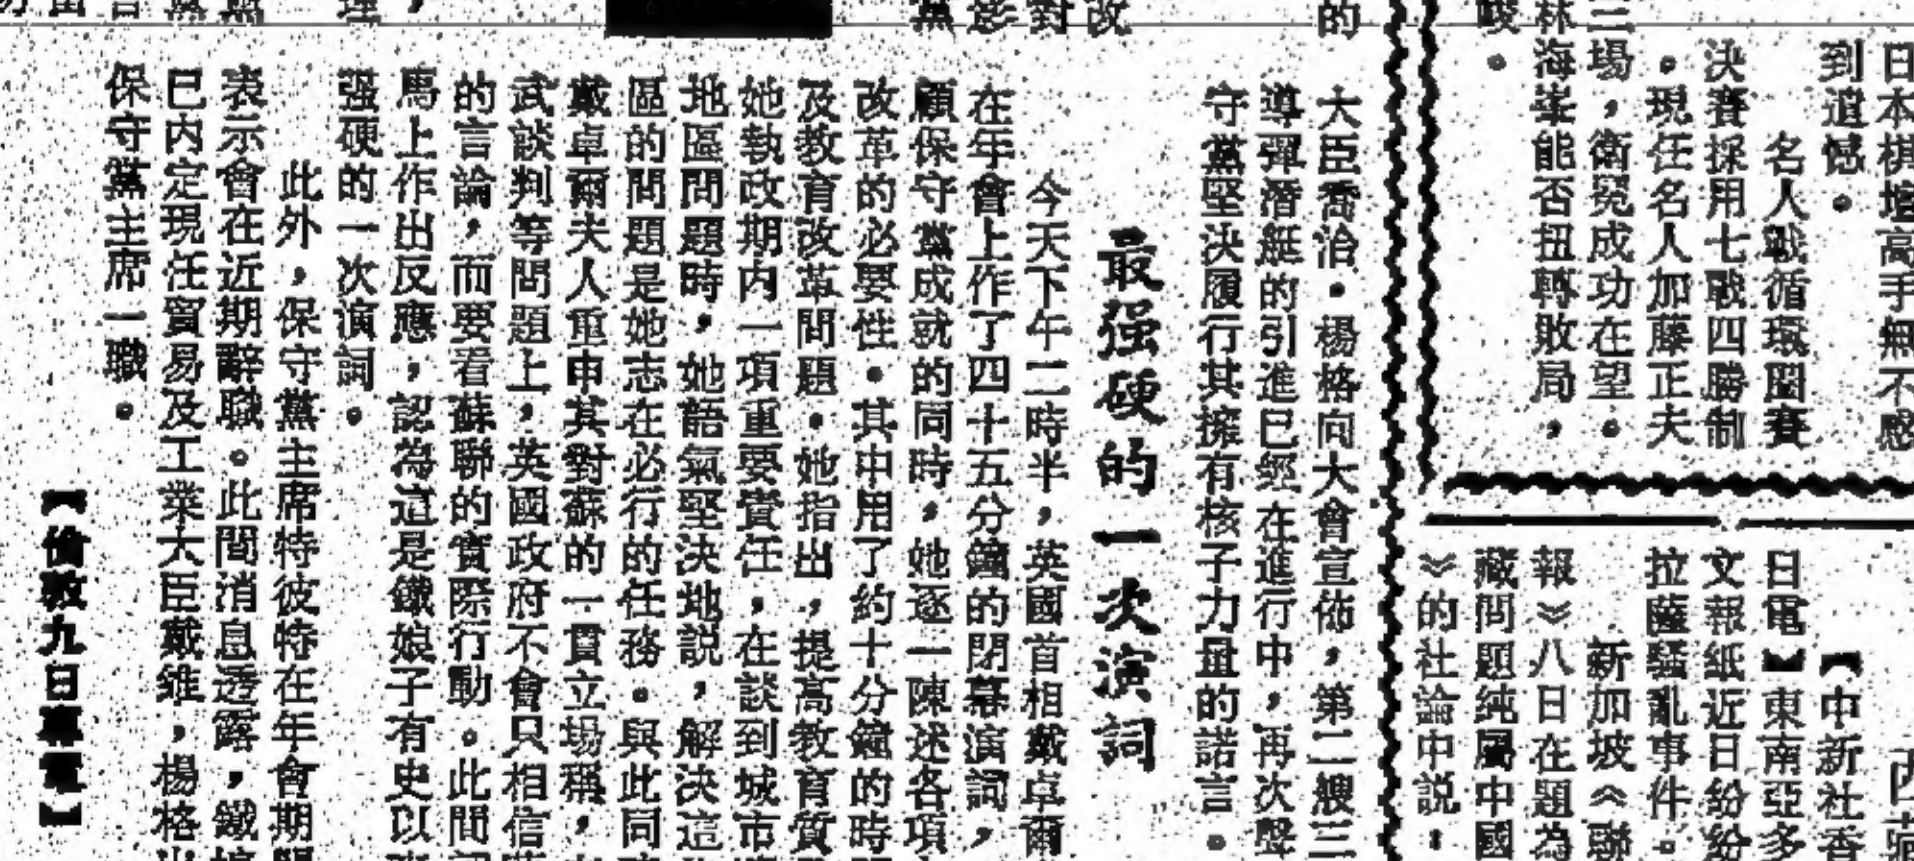 日本棋壇高手無不感
到遺憾。
名人戰循環圈賽
決賽採用七戰四勝制
。現任名人加藤正夫
三場，衛冕成功在望。
林海峯能否扭轉敗局，
的
大臣喬治·楊格向大會宣佈，第二艘三
導彈潛艇的引進已經在進行中，再次聲
守黨堅決履行其擁有核子力量的諾言。
最强硬的一次演詞
今天下午二時半，英國首相戴卓爾
在年會上作了四十五分鐘的閉幕演詞，
顧保守黨成就的同時，她逐一陳述各項
改革的必要性。其中用了約十分鐘的時
及教育改革問題。她指出，提高教育質
她執政期内一項重要責任，在談到城市
地區問題時，她語氣堅決地説，解決這
區的問題是她志在必行的任務。與此同
戴卓爾夫人重申其對蘇的一貫立場稱，
武談判等問題上，英國政府不會只相信
的言論，而要看蘇聯的實際行動。此間
馬上作出反應，認為這是鐵娘子有史以
强硬的一次演詞。
此外，保守黨主席特彼特在年會期
表示會在近期辭職。此間消息透露，鐵
已内定現任貿易及工業大臣戴維，楊格
保守黨主席一職。
【倫敦九日專電】
西
【中新社香
日電】東南亞多
文報紙近日紛紛
拉薩騷亂事件。
新加坡《聯
報》八日在題為
藏問題純屬中國
》的社論中説：